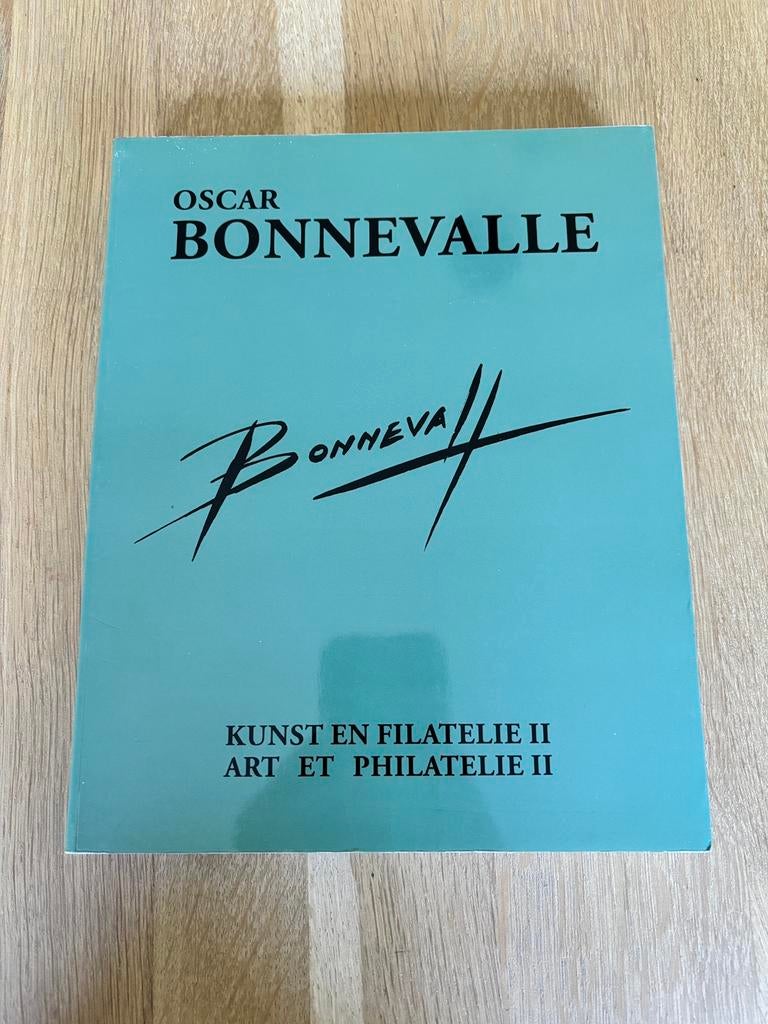 OSCAR
BONNEVALLE
BONNEVALL
KUNST EN FILATELIE II
ART ET PHILATELIE II